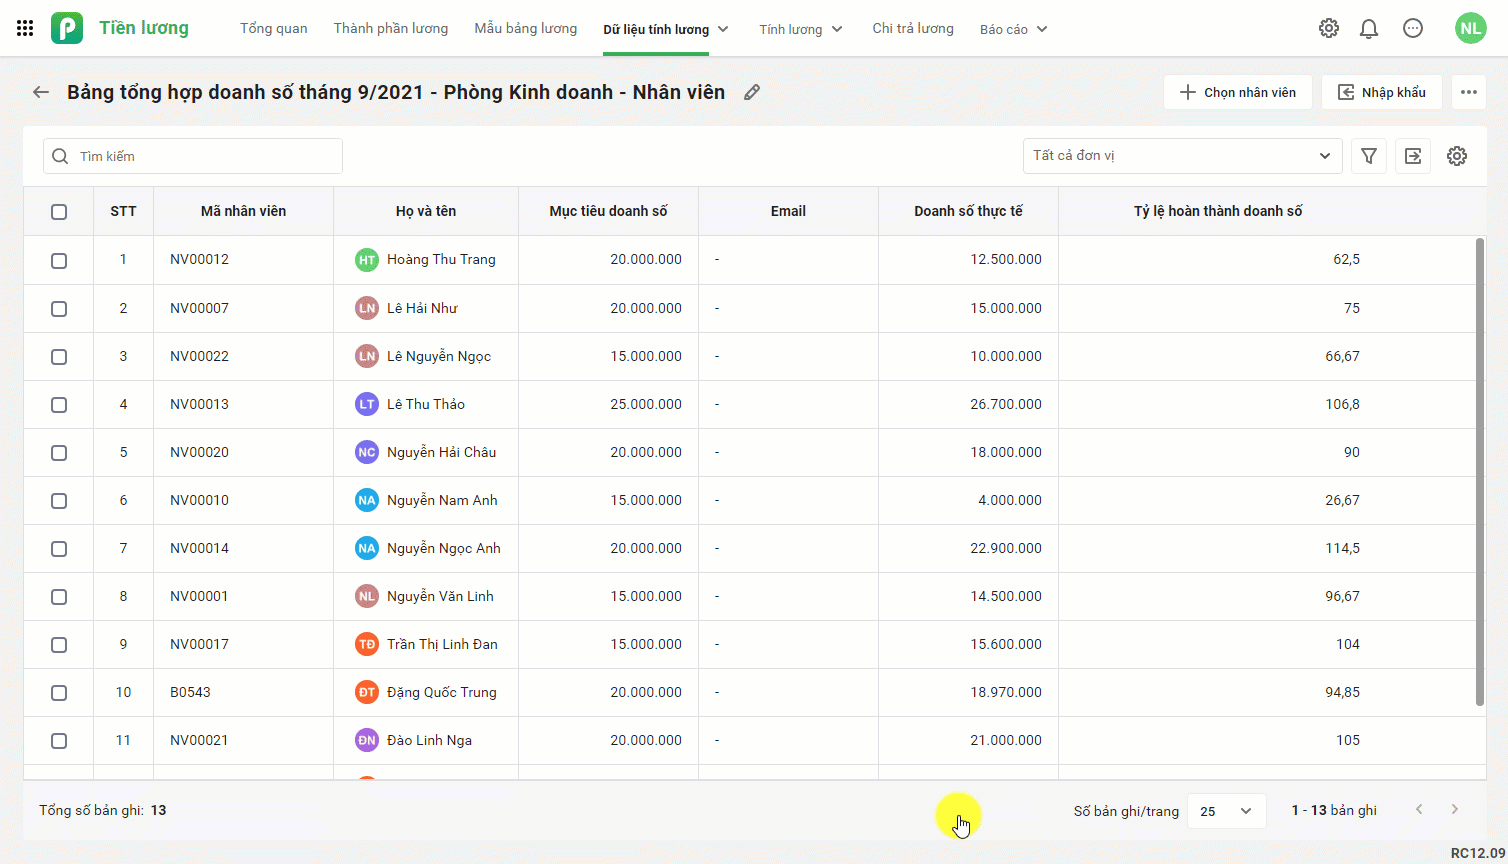 Tiền lương Tổng quan Thành phần lương Mẫu bảng lương Dữ liệu tính lương Tính lương Chi trả lương Báo cáo NL
Bảng tổng hợp doanh số tháng 9/2021 - Phòng Kinh doanh - Nhân viên Chọn nhân viên Nhập khẩu
Tìm kiếm Tất cả đơn vị
STT Mã nhân viên Họ và tên Mục tiêu doanh số Email Doanh số thực tế Tỷ lệ hoàn thành doanh số
1 NV00012 HT Hoàng Thu Trang 20.000.000 - 12.500.000 62,5
2 NV00007 LN Lê Hải Như 20.000.000 - 15.000.000 75
3 NV00022 LN Lê Nguyễn Ngọc 15.000.000 - 10.000.000 66,67
4 NV00013 LT Lê Thu Thảo 25.000.000 - 26.700.000 106,8
5 NV00020 NC Nguyễn Hải Châu 20.000.000 - 18.000.000 90
6 NV00010 NA Nguyễn Nam Anh 15.000.000 - 4.000.000 26,67
7 NV00014 NA Nguyễn Ngọc Anh 20.000.000 - 22.900.000 114,5
8 NV00001 NL Nguyễn Văn Linh 15.000.000 - 14.500.000 96,67
9 NV00017 TĐ Trần Thị Linh Đan 15.000.000 - 15.600.000 104
10 B0543 ĐT Đặng Quốc Trung 20.000.000 - 18.970.000 94,85
11 NV00021 ĐN Đào Linh Nga 20.000.000 - 21.000.000 105
Tổng số bản ghi: 13 Số bản ghi/trang 25 1 - 13 bản ghi
RC12.09